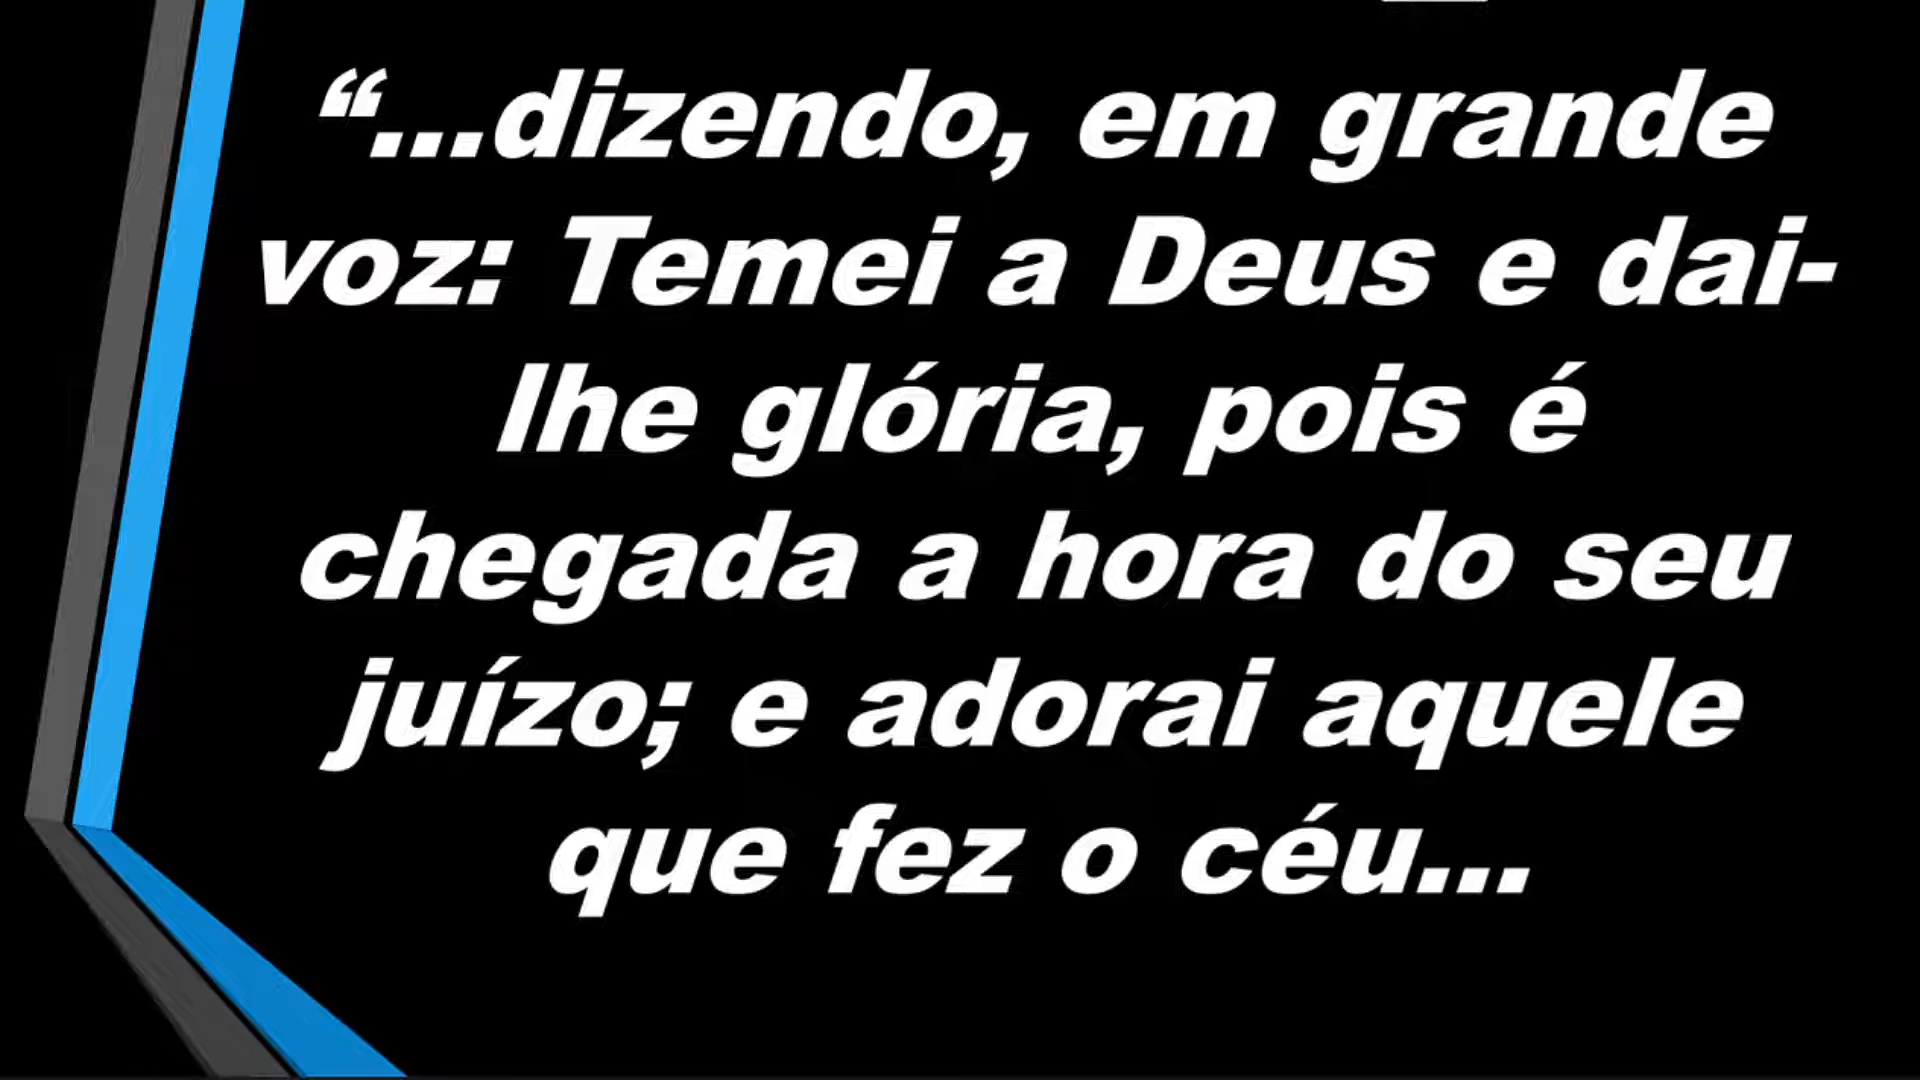 “...dizendo, em grande
voz: Temei a Deus e dai-
lhe glória, pois é
chegada a hora do seu
juízo; e adorai aquele
que fez o céu...